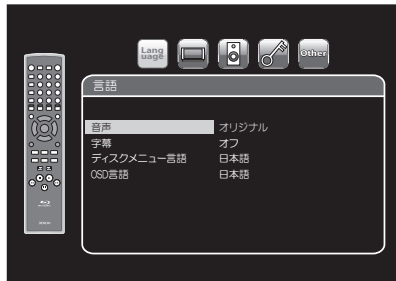 Lang
uage
Other
言語
音声 オリジナル
字幕 オフ
ディスクメニュー言語 日本語
OSD言語 日本語